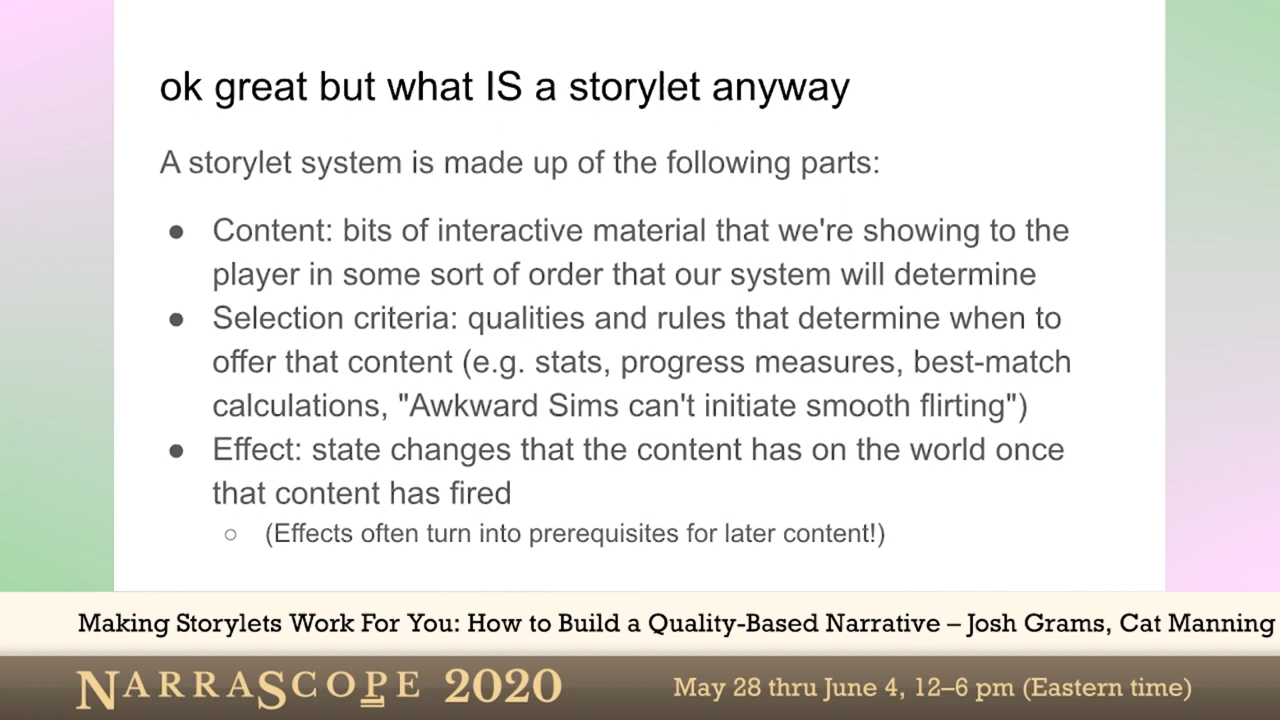 ok great but what IS a storylet anyway
A storylet system is made up of the following parts:
● Content: bits of interactive material that we're showing to the
player in some sort of order that our system will determine
● Selection criteria: qualities and rules that determine when to
offer that content (e.g. stats, progress measures, best-match
calculations, "Awkward Sims can't initiate smooth flirting")
● Effect: state changes that the content has on the world once
that content has fired
○ (Effects often turn into prerequisites for later content!)
Making Storylets Work For You: How to Build a Quality-Based Narrative – Josh Grams, Cat Manning
NARRASCOPE 2020
May 28 thru June 4, 12–6 pm (Eastern time)